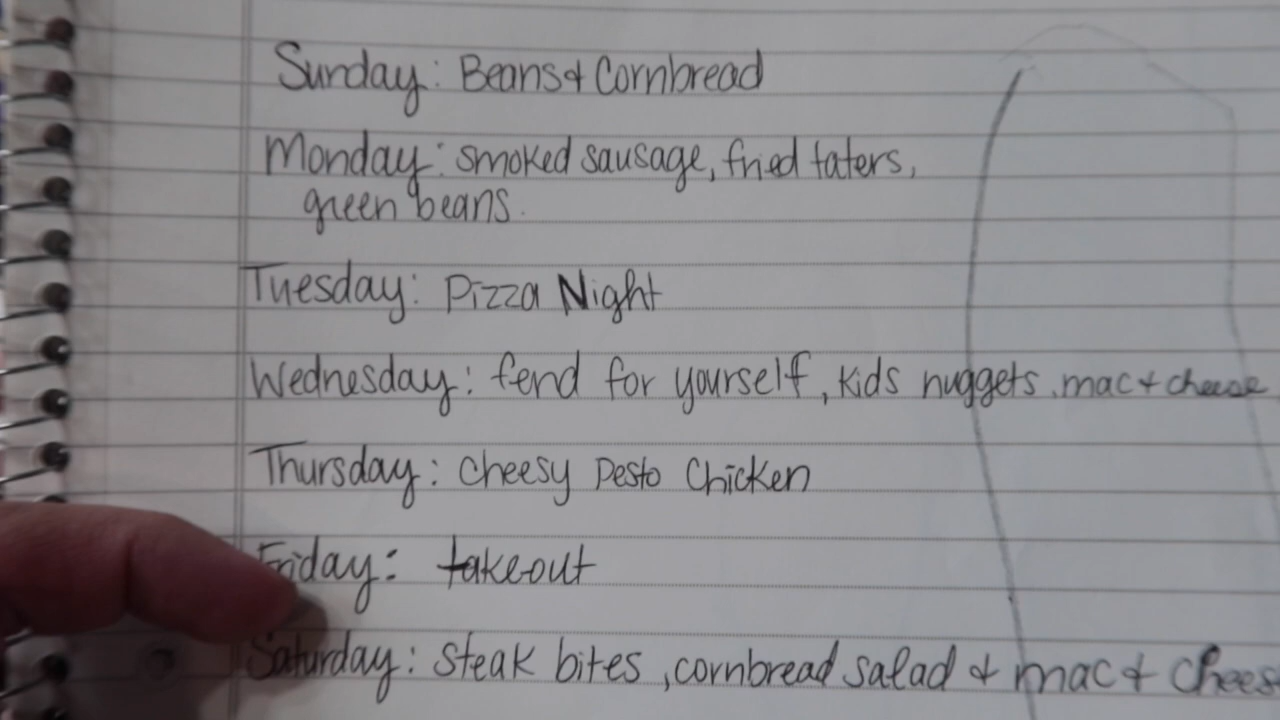 Sunday: Beans & Cornbread
Monday: smoked sausage, fried taters,
green beans.
Tuesday: Pizza Night
Wednesday: fend for yourself, kids nuggets, mac & cheese
Thursday: Cheesy Pesto Chicken
Friday: takeout
Saturday: steak bites, cornbread salad & mac & Chees